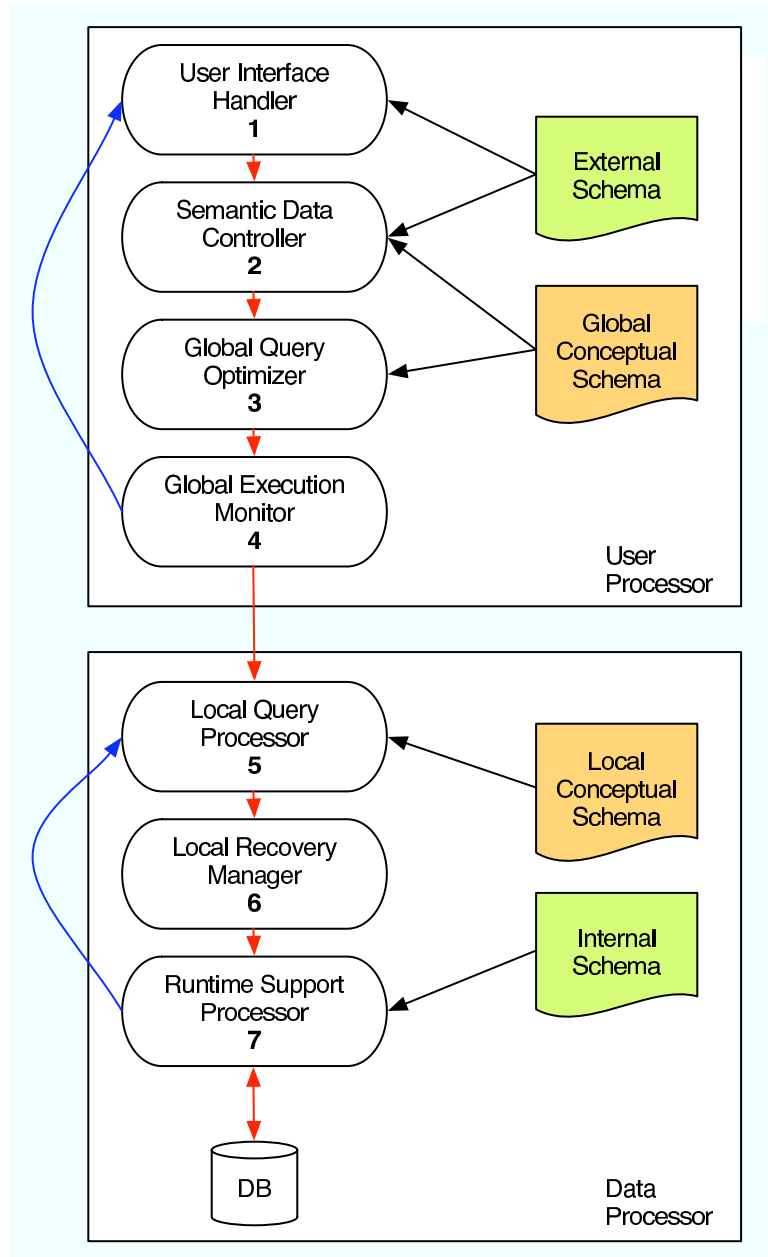 User Interface
Handler
1
External
Schema
Semantic Data
Controller
2
Global
Conceptual
Schema
Global Query
Optimizer
3
Global Execution
Monitor
4
User
Processor
Local Query
Processor
5
Local
Conceptual
Schema
Local Recovery
Manager
6
Internal
Schema
Runtime Support
Processor
7
DB
Data
Processor